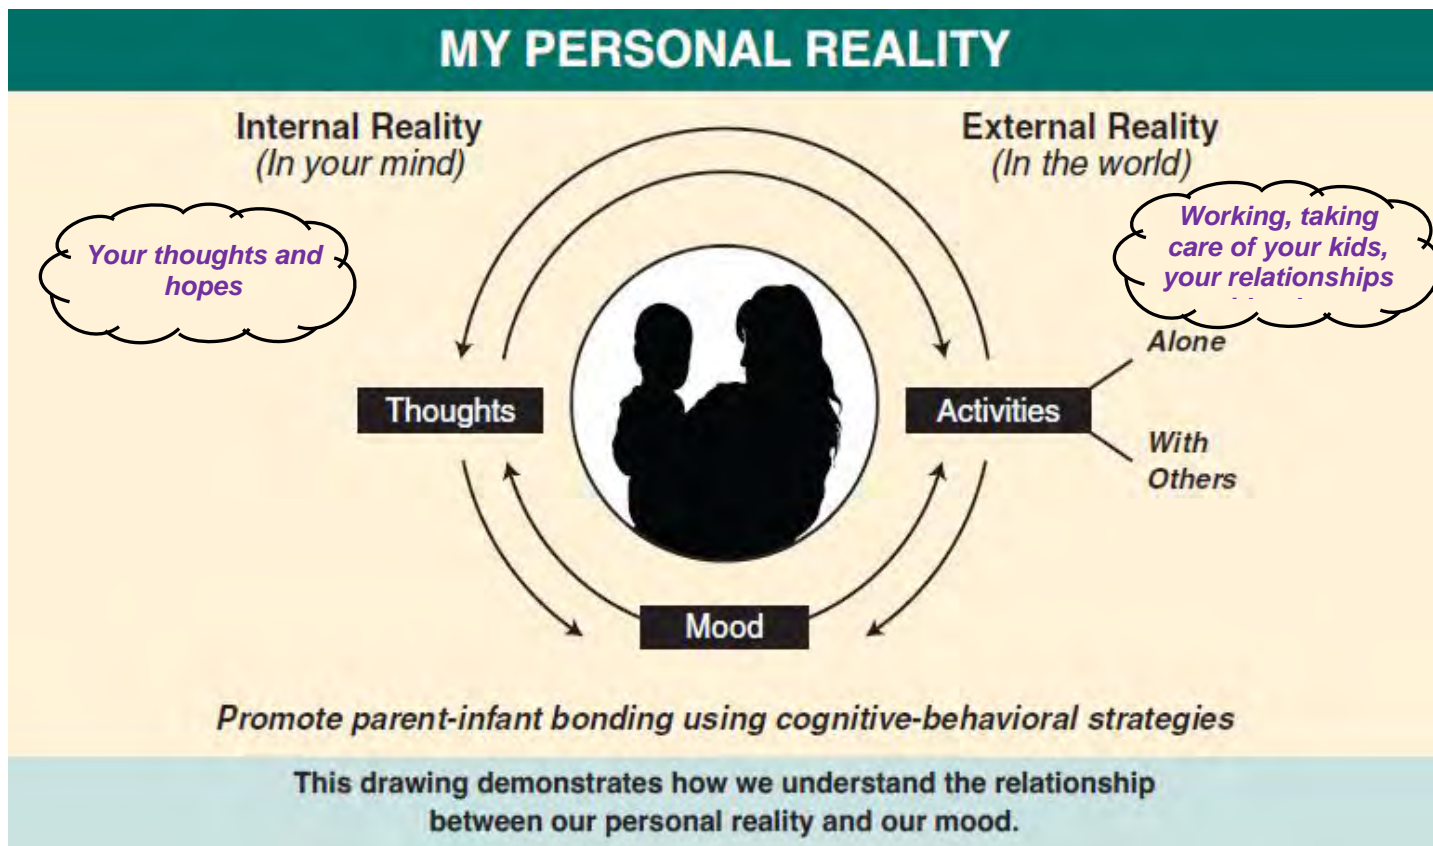 MY PERSONAL REALITY
Internal Reality
(In your mind)
External Reality
(In the world)
Your thoughts and
hopes
Working, taking
care of your kids,
your relationships
Alone
Thoughts
Activities
With
Others
Mood
Promote parent-infant bonding using cognitive-behavioral strategies
This drawing demonstrates how we understand the relationship
between our personal reality and our mood.